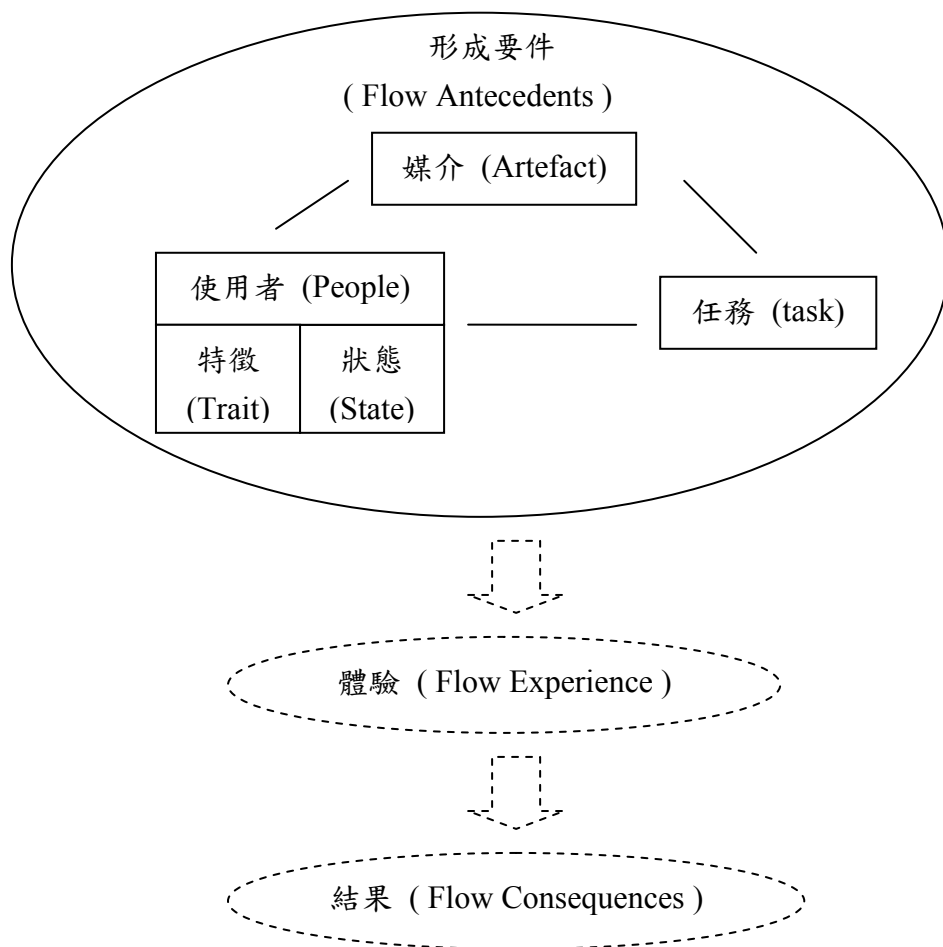 形成要件
( Flow Antecedents )
媒介 (Artefact)
使用者 (People)
任務 (task)
特徵
(Trait)
狀態
(State)
體驗 ( Flow Experience )
結果 ( Flow Consequences )